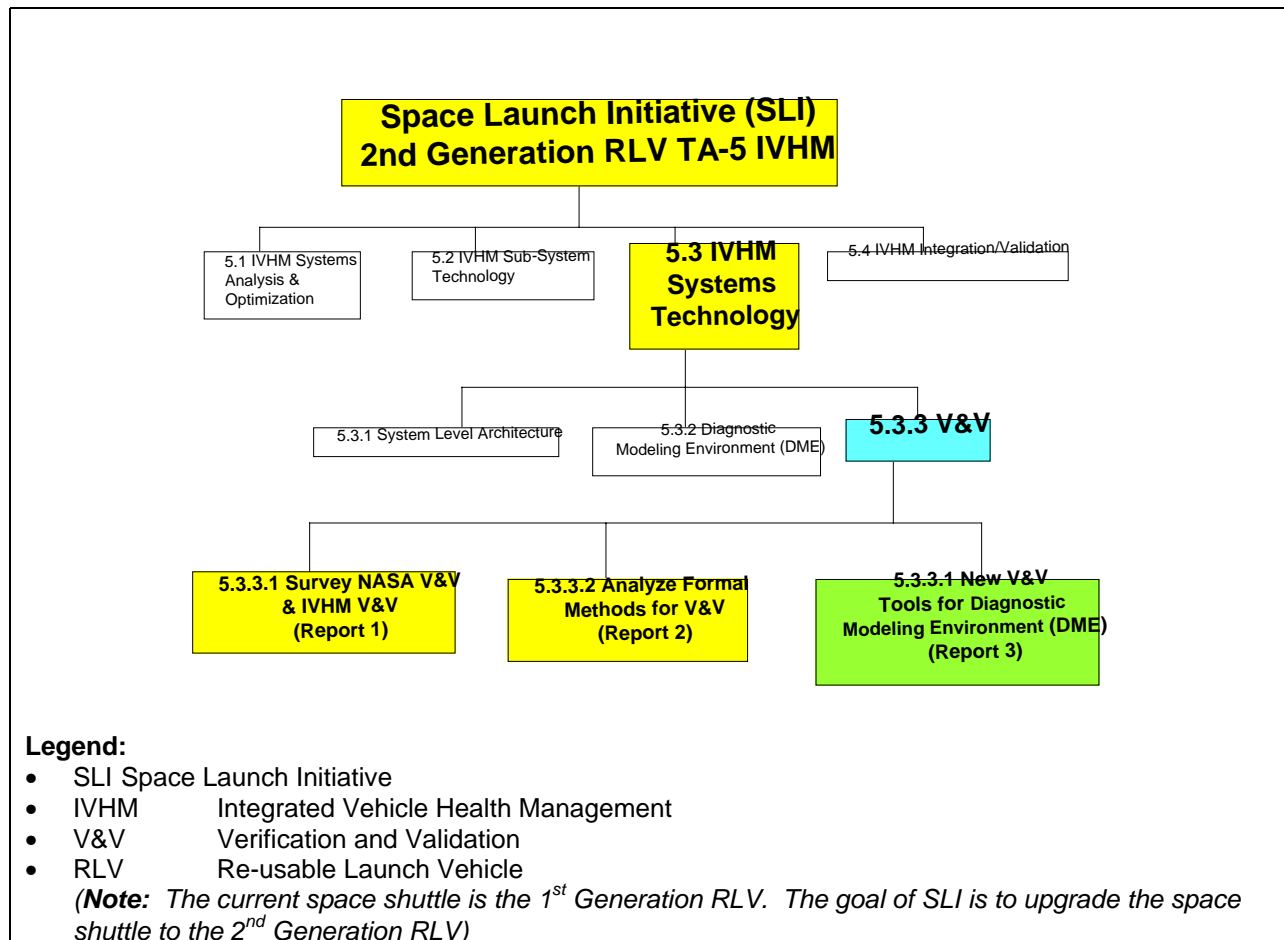 Space Launch Initiative (SLI)
2nd Generation RLV TA-5 IVHM
5.1 IVHM Systems
Analysis &
Optimization
5.2 IVHM Sub-System
Technology
5.3 IVHM
Systems
Technology
5.4 IVHM Integration/Validation
5.3.1 System Level Architecture
5.3.2 Diagnostic
Modeling Environment (DME)
5.3.3 V&V
5.3.3.1 Survey NASA V&V
& IVHM V&V
(Report 1)
5.3.3.2 Analyze Formal
Methods for V&V
(Report 2)
5.3.3.1 New V&V
Tools for Diagnostic
Modeling Environment (DME)
(Report 3)
Legend:
• SLI Space Launch Initiative
• IVHM Integrated Vehicle Health Management
• V&V Verification and Validation
• RLV Re-usable Launch Vehicle
(Note: The current space shuttle is the 1st Generation RLV. The goal of SLI is to upgrade the space
shuttle to the 2nd Generation RLV)